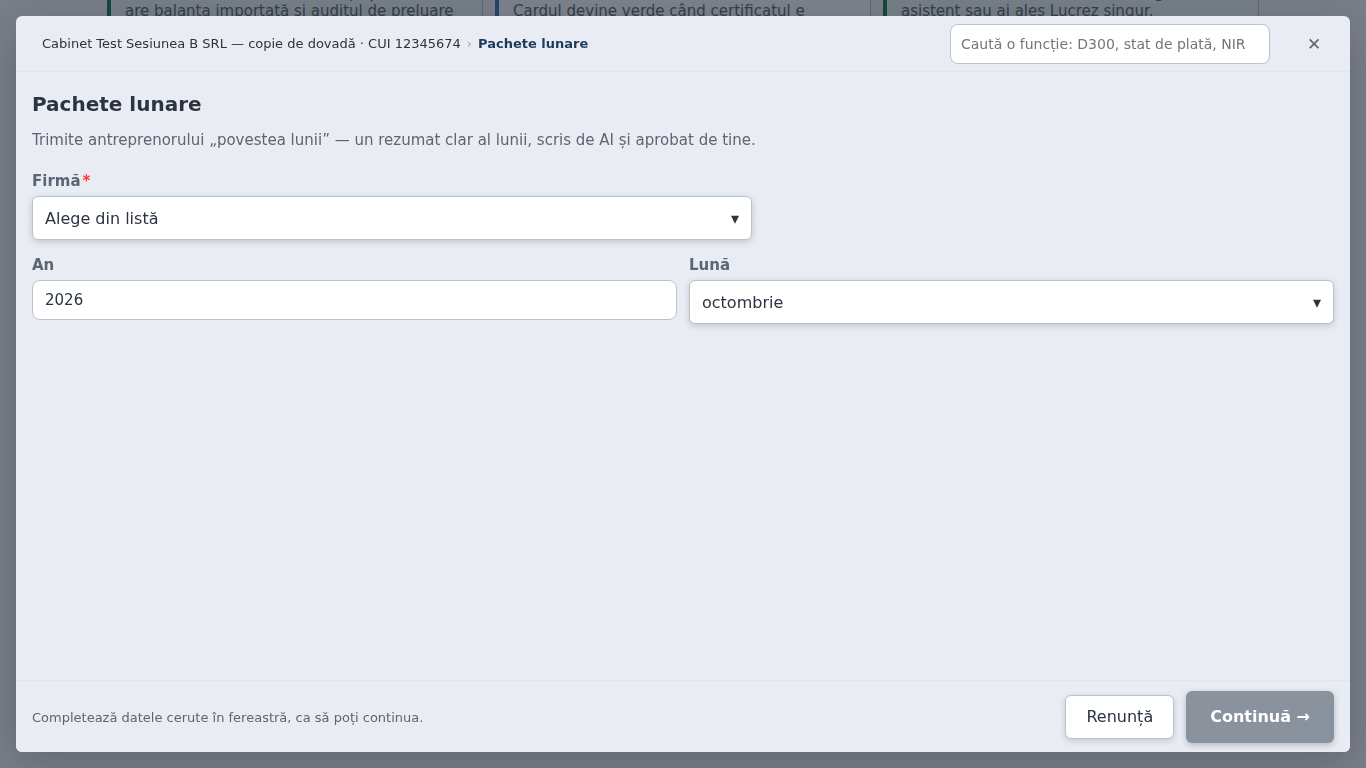 are balanța importată și auditul de preluare
Cardul devine verde când certificatul e
asistent sau ai ales Lucrez singur.
Cabinet Test Sesiunea B SRL — copie de dovadă · CUI 12345674 › Pachete lunare
Caută o funcție: D300, stat de plată, NIR
✕
Pachete lunare
Trimite antreprenorului „povestea lunii” — un rezumat clar al lunii, scris de AI și aprobat de tine.
Firmă*
Alege din listă ▾
An
Lună
2026
octombrie ▾
Completează datele cerute în fereastră, ca să poți continua.
Renunță
Continuă →